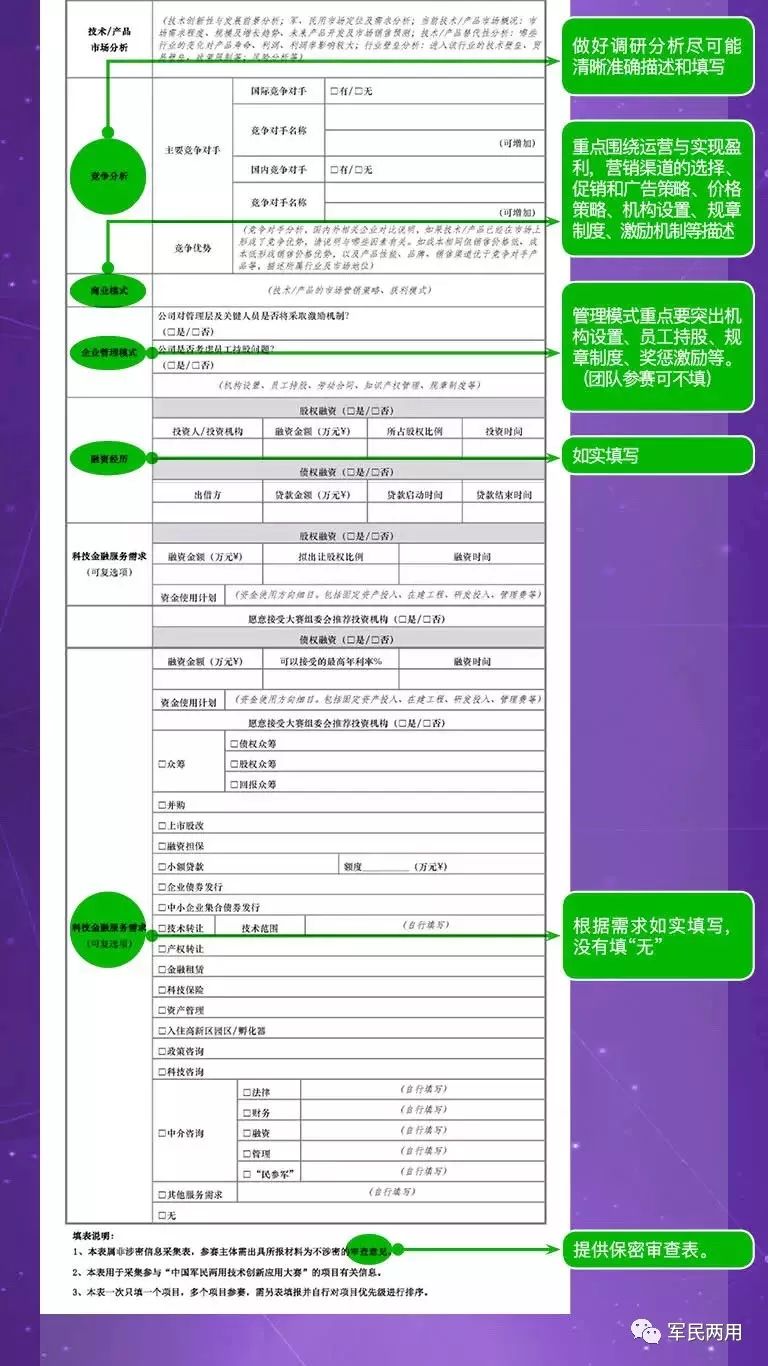 技术/产品
市场分析
(技术创新性与发展前景分析；军、民用市场定位及需求分析；当前技术/产品市场概况：市
场需求程度、规模及增长趋势、未来产品开发及市场销售预测；技术/产品替代性分析：哪些
行业的变化对产品寿命、利润、利润率影响较大；行业壁垒分析：进入该行业的技术壁垒、贸
易壁垒、政策限制等；风险分析等)
做好调研分析尽可能
清晰准确描述和填写
竞争分析
主要竞争对手
国际竞争对手
□有/□无
竞争对手名称
(可增加)
国内竞争对手
□有/□无
竞争对手名称
(可增加)
竞争优势
(竞争对手分析，国内外相关企业对比说明，如果技术/产品已经在市场上
形成了竞争优势，请说明与哪些因素有关。如成本相同但销售价格低、成
本低形成销售价格优势，以及产品性能、品牌、销售渠道优于竞争对手产
品等，描述所属行业及市场地位)
重点围绕运营与实现盈
利，营销渠道的选择、
促销和广告策略、价格
策略、机构设置、规章
制度、激励机制等描述
商业模式
(技术/产品的市场营销策略、获利模式)
企业管理模式
公司对管理层及关键人员是否将采取激励机制？
(□是/□否)
公司是否考虑员工持股问题？
(□是/□否)
(机构设置、员工持股、劳动合同、知识产权管理、规章制度等)
管理模式重点要突出机
构设置、员工持股、规
章制度、奖惩激励等。
(团队参赛可不填)
融资经历
股权融资（□是/□否）
投资人/投资机构 融资金额（万元¥） 所占股权比例 投资时间
债权融资（□是/□否）
出借方 贷款金额（万元¥） 贷款启动时间 贷款结束时间
如实填写
科技金融服务需求
(可复选项)
股权融资（□是/□否）
融资金额（万元¥） 拟出让股权比例 融资时间
资金使用计划 (资金使用方向细目。包括固定资产投入、在建工程、研发投入、管理费等)
愿意接受大赛组委会推荐投资机构（□是/□否）
债权融资（□是/□否）
融资金额（万元¥） 可以接受的最高年利率% 融资时间
资金使用计划 (资金使用方向细目。包括固定资产投入、在建工程、研发投入、管理费等)
愿意接受大赛组委会推荐投资机构（□是/□否）
□众筹
□债权众筹
□股权众筹
□回报众筹
□并购
□上市股改
□融资担保
□小额贷款 额度________（万元¥）
□企业债券发行
□中小企业集合债券发行
科技金融服务需求
(可复选项)
□技术转让 技术范围 (自行填写)
□产权转让
□金融租赁
□科技保险
□资产管理
□入住高新区园区/孵化器
□政策咨询
□科技咨询
根据需求如实填写，
没有填“无”
□中介咨询
□法律 (自行填写)
□财务 (自行填写)
□融资 (自行填写)
□管理 (自行填写)
□“民参军” (自行填写)
□其他服务需求 (自行填写)
□无
填表说明：
1、本表属非涉密信息采集表，参赛主体需出具所报材料为不涉密的审查意见。
提供保密审查表。
2、本表用于采集参与“中国军民两用技术创新应用大赛”的项目有关信息。
3、本表一次只填一个项目，多个项目参赛，需另表填报并自行对项目优先级进行排序。
军民两用